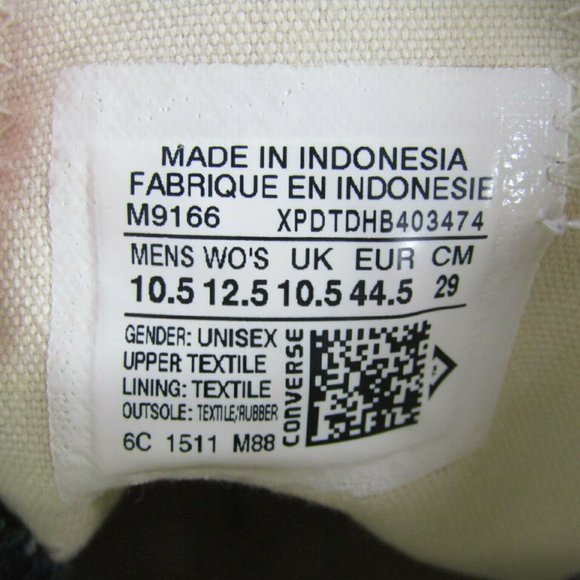 MADE IN INDONESIA
FABRIQUE EN INDONESIE
M9166 XPDTDHB403474
MENS WO'S UK EUR CM
10.5 12.5 10.5 44.5 29
GENDER: UNISEX
UPPER: TEXTILE
LINING: TEXTILE
OUTSOLE: TEXTILE/RUBBER
6C 1511 M88
CONVERSE